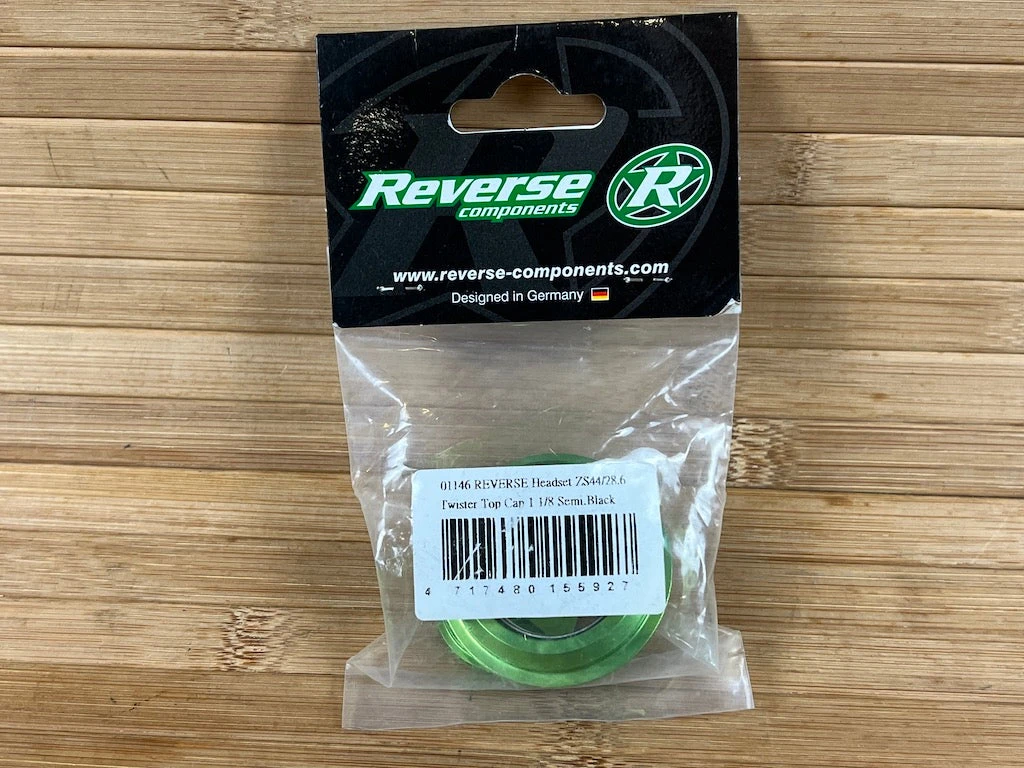 Reverse
components
R
www.reverse-components.com
Designed in Germany
01146 REVERSE Headset ZS44/28.6
Twister Top Cap 1 1/8 Semi.Black
4 717480 155927